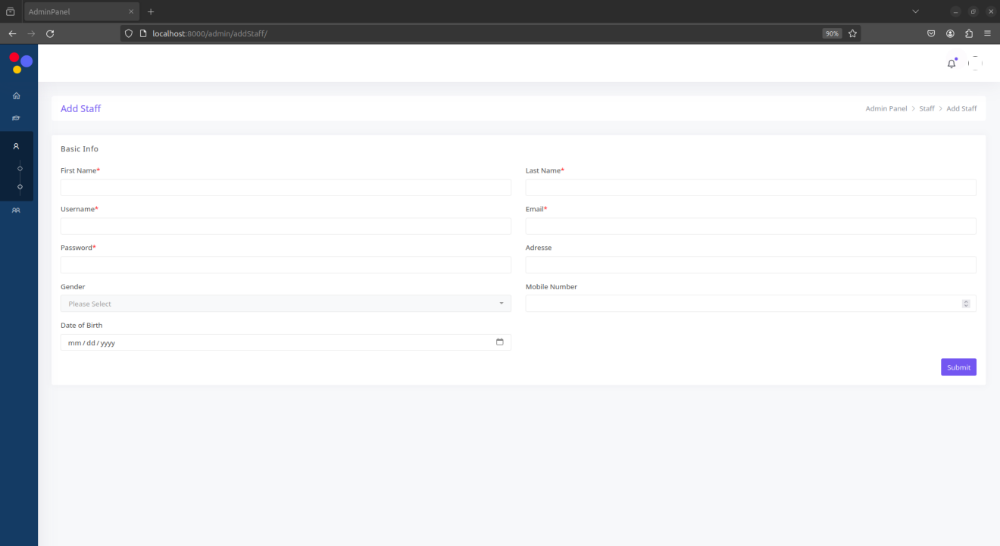 AdminPanel
localhost:8000/admin/addStaff/
90%
Add Staff
Admin Panel > Staff > Add Staff
Basic Info
First Name*
Last Name*
Username*
Email*
Password*
Adresse
Gender
Mobile Number
Please Select
Date of Birth
mm / dd / yyyy
Submit